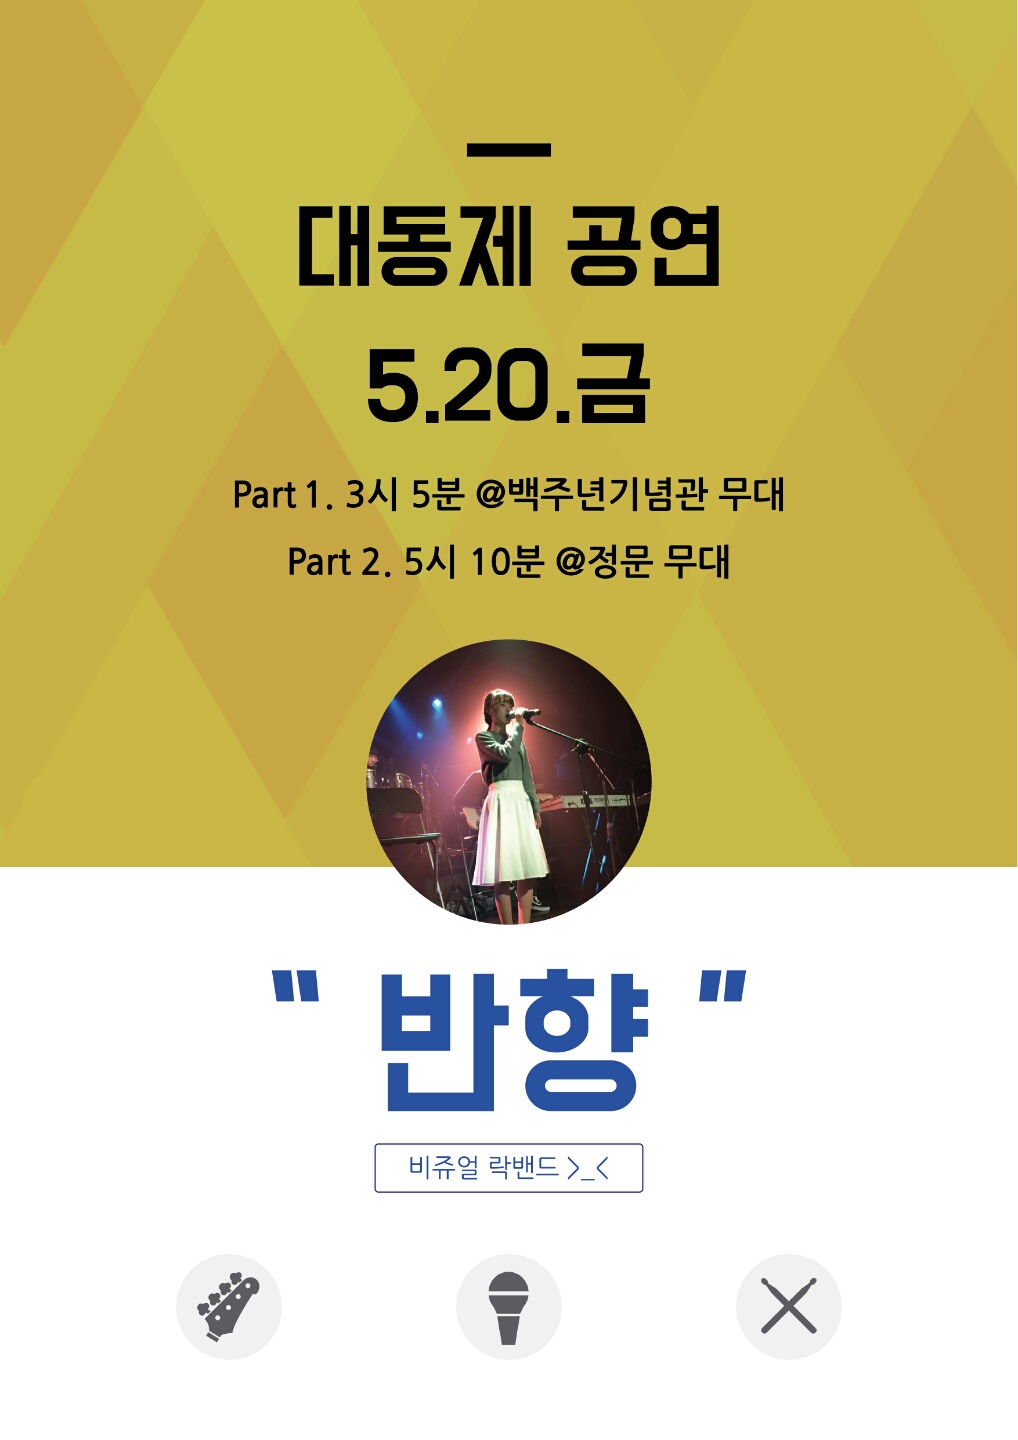 대동제 공연
5.20.금
Part 1. 3시 5분 @백주년기념관 무대
Part 2. 5시 10분 @정문 무대
" 반향 "
비쥬얼 락밴드 >_<